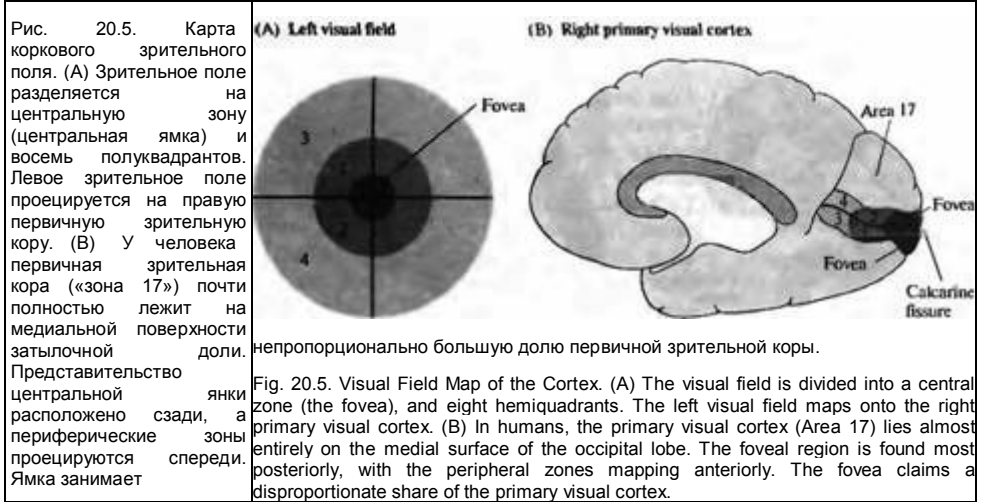 Рис. 20.5. Карта
коркового зрительного
поля. (А) Зрительное поле
разделяется на
центральную зону
(центральная ямка) и
восемь полуквадрантов.
Левое зрительное поле
проецируется на правую
первичную зрительную
кору. (В) У человека
первичная зрительная
кора («зона 17») почти
полностью лежит на
медиальной поверхности
затылочной доли.
Представительство
центральной янки
расположено сзади, а
периферические зоны
проецируются спереди.
Ямка занимает
(A) Left visual field
Fovea
3
2
4
(B) Right primary visual cortex
Area 17
4
2
3
Fovea
Fovea
Calcarine
fissure
непропорционально большую долю первичной зрительной коры.
Fig. 20.5. Visual Field Map of the Cortex. (A) The visual field is divided into a central
zone (the fovea), and eight hemiquadrants. The left visual field maps onto the right
primary visual cortex. (B) In humans, the primary visual cortex (Area 17) lies almost
entirely on the medial surface of the occipital lobe. The foveal region is found most
posteriorly, with the peripheral zones mapping anteriorly. The fovea claims a
disproportionate share of the primary visual cortex.